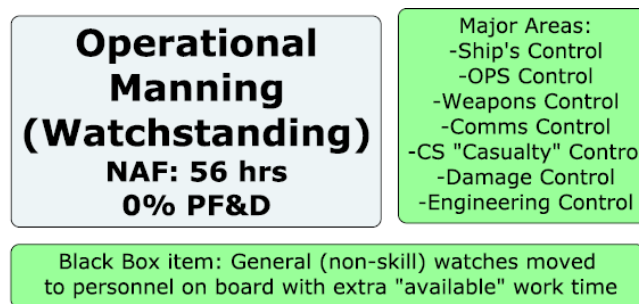 Operational
Manning
(Watchstanding)
NAF: 56 hrs
0% PF&D
Major Areas:
-Ship's Control
-OPS Control
-Weapons Control
-Comms Control
-CS "Casualty" Contro
-Damage Control
-Engineering Control
Black Box item: General (non-skill) watches moved
to personnel on board with extra "available" work time